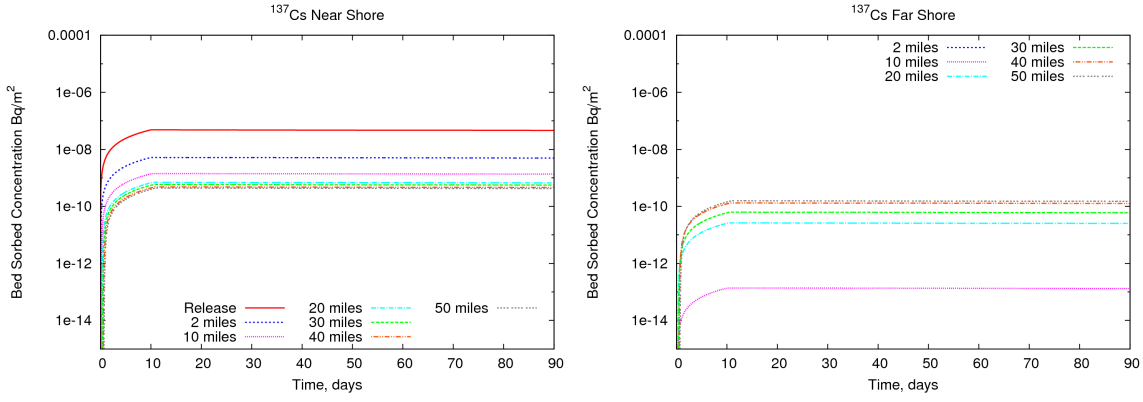 ¹³⁷Cs Near Shore
0.0001
1e-06
1e-08
1e-10
1e-12
1e-14
Bed Sorbed Concentration Bq/m²
Release
2 miles
10 miles
20 miles
30 miles
40 miles
50 miles
0 10 20 30 40 50 60 70 80 90
Time, days
¹³⁷Cs Far Shore
0.0001
1e-06
1e-08
1e-10
1e-12
1e-14
Bed Sorbed Concentration Bq/m²
2 miles
10 miles
20 miles
30 miles
40 miles
50 miles
0 10 20 30 40 50 60 70 80 90
Time, days